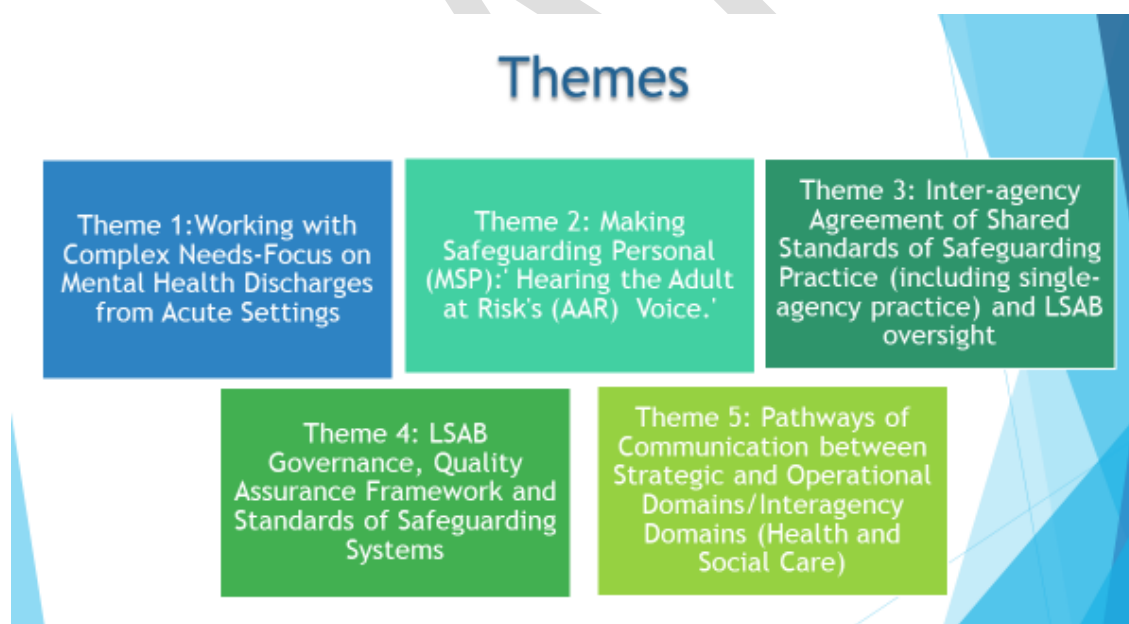 Themes
Theme 1:Working with
Complex Needs-Focus on
Mental Health Discharges
from Acute Settings
Theme 2: Making
Safeguarding Personal
(MSP):' Hearing the Adult
at Risk's (AAR)  Voice.'
Theme 3: Inter-agency
Agreement of Shared
Standards of Safeguarding
Practice (including single-
agency practice) and LSAB
oversight
Theme 4: LSAB
Governance, Quality
Assurance Framework and
Standards of Safeguarding
Systems
Theme 5: Pathways of
Communication between
Strategic and Operational
Domains/Interagency
Domains (Health and
Social Care)